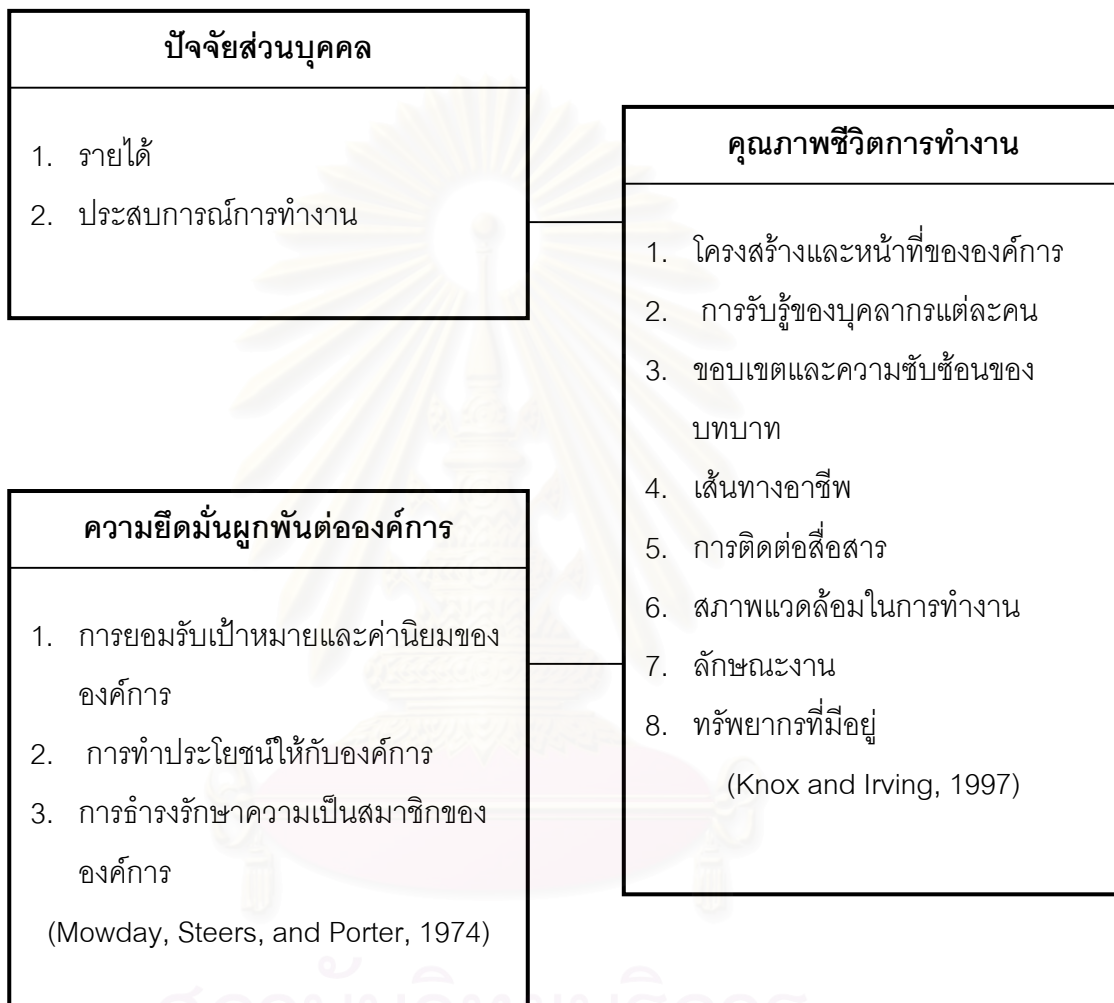 ปัจจัยส่วนบุคคล
1. รายได้
2. ประสบการณ์การทำงาน
คุณภาพชีวิตการทำงาน
1. โครงสร้างและหน้าที่ขององค์การ
2. การรับรู้ของบุคลากรแต่ละคน
3. ขอบเขตและความซับซ้อนของ
บทบาท
4. เส้นทางอาชีพ
5. การติดต่อสื่อสาร
6. สภาพแวดล้อมในการทำงาน
7. ลักษณะงาน
8. ทรัพยากรที่มีอยู่
(Knox and Irving, 1997)
ความยึดมั่นผูกพันต่อองค์การ
1. การยอมรับเป้าหมายและค่านิยมของ
องค์การ
2. การทำประโยชน์ให้กับองค์การ
3. การธำรงรักษาความเป็นสมาชิกของ
องค์การ
(Mowday, Steers, and Porter, 1974)